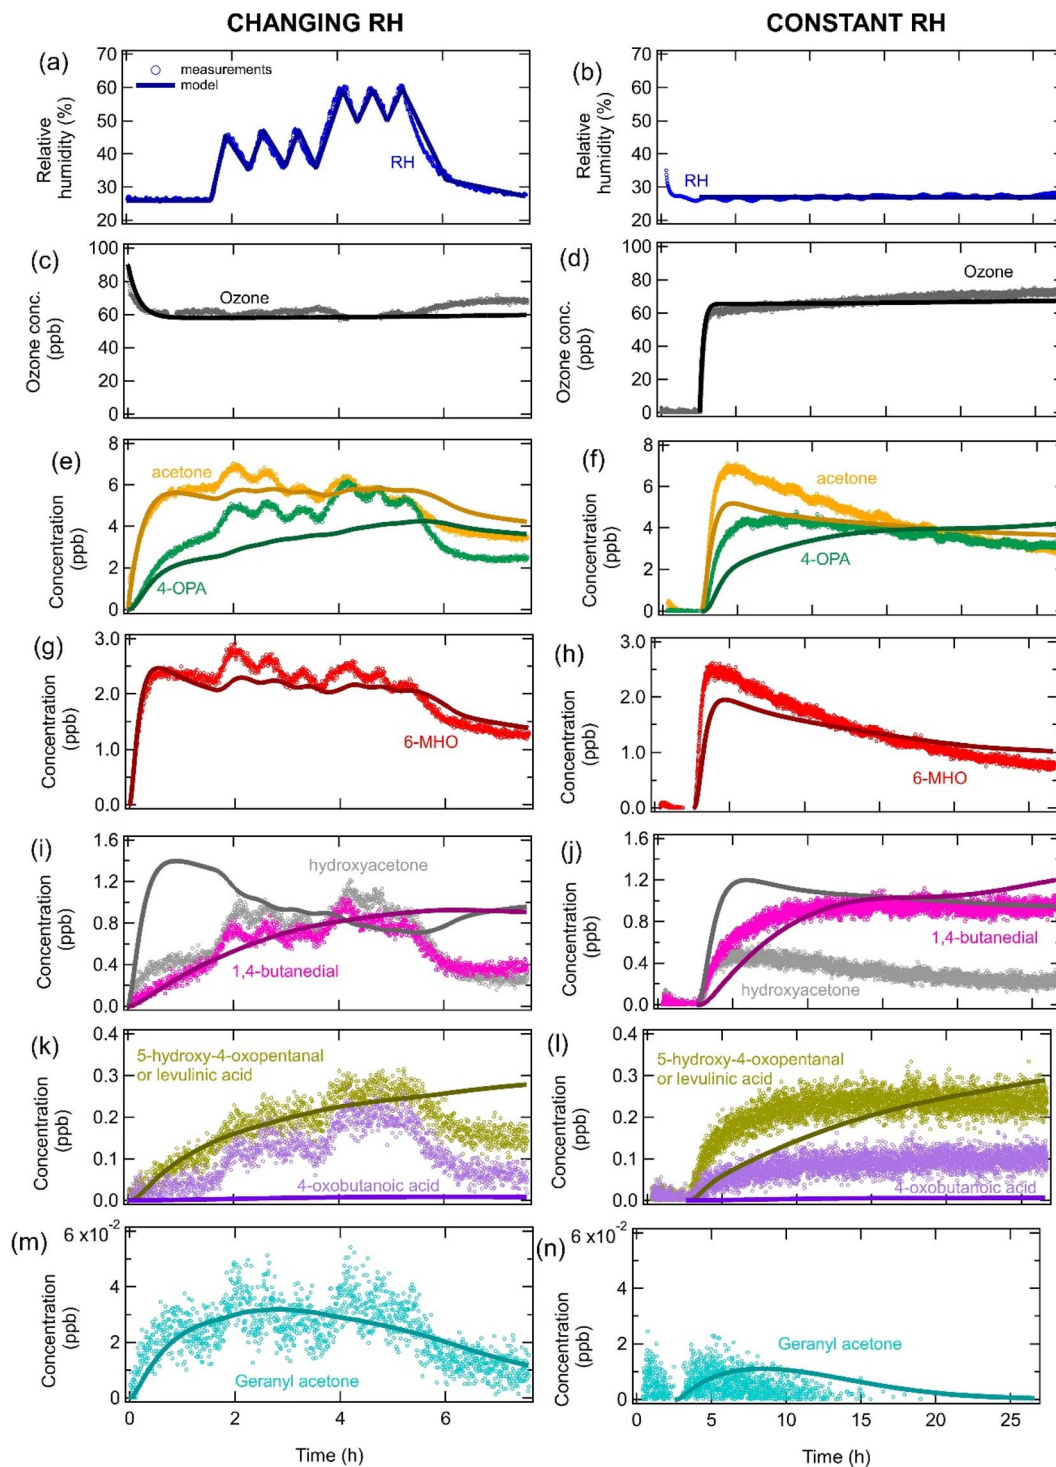 CHANGING RH
CONSTANT RH
(a)
Relative
humidity (%)
70
60
50
40
30
20
measurements
model
RH
(b)
Relative
humidity (%)
70
60
50
40
30
20
RH
(c)
Ozone conc.
(ppb)
100
80
60
40
20
0
Ozone
(d)
Ozone conc.
(ppb)
100
80
60
40
20
0
Ozone
(e)
Concentration
(ppb)
8
6
4
2
0
acetone
4-OPA
(f)
Concentration
(ppb)
8
6
4
2
0
acetone
4-OPA
(g)
Concentration
(ppb)
3.0
2.0
1.0
0.0
6-MHO
(h)
Concentration
(ppb)
3.0
2.0
1.0
0.0
6-MHO
(i)
Concentration
(ppb)
1.6
1.2
0.8
0.4
0.0
hydroxyacetone
1,4-butanedial
(j)
Concentration
(ppb)
1.6
1.2
0.8
0.4
0.0
1,4-butanedial
hydroxyacetone
(k)
Concentration
(ppb)
0.4
0.3
0.2
0.1
0.0
5-hydroxy-4-oxopentanal
or levulinic acid
4-oxobutanoic acid
(l)
Concentration
(ppb)
0.4
0.3
0.2
0.1
0.0
5-hydroxy-4-oxopentanal
or levulinic acid
4-oxobutanoic acid
(m)
Concentration
(ppb)
6 x10-2
4
2
0
Geranyl acetone
0 2 4 6
Time (h)
(n)
Concentration
(ppb)
6 x10-2
4
2
0
Geranyl acetone
0 5 10 15 20 25
Time (h)